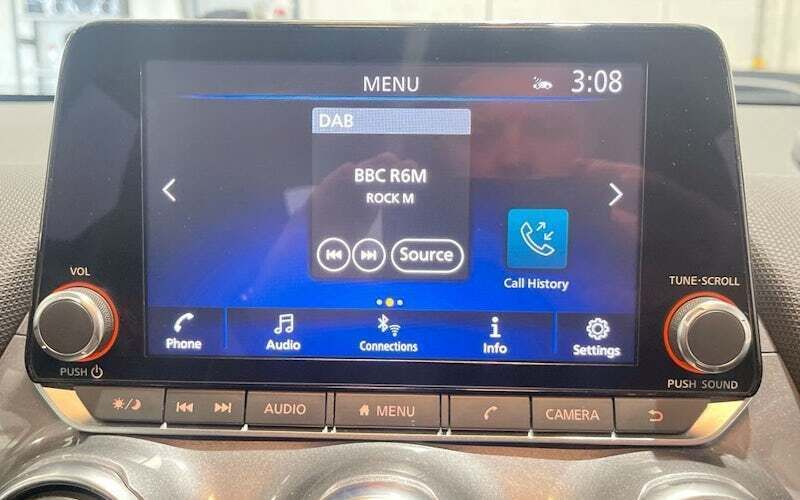 MENU
3:08
DAB
BBC R6M
ROCK M
Source
Call History
VOL
TUNE·SCROLL
Phone
Audio
Connections
Info
Settings
PUSH
PUSH SOUND
AUDIO
MENU
CAMERA